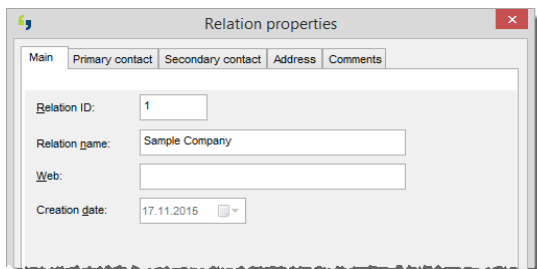 Relation properties
Main Primary contact Secondary contact Address Comments
Relation ID: 1
Relation name: Sample Company
Web:
Creation date: 17.11.2015